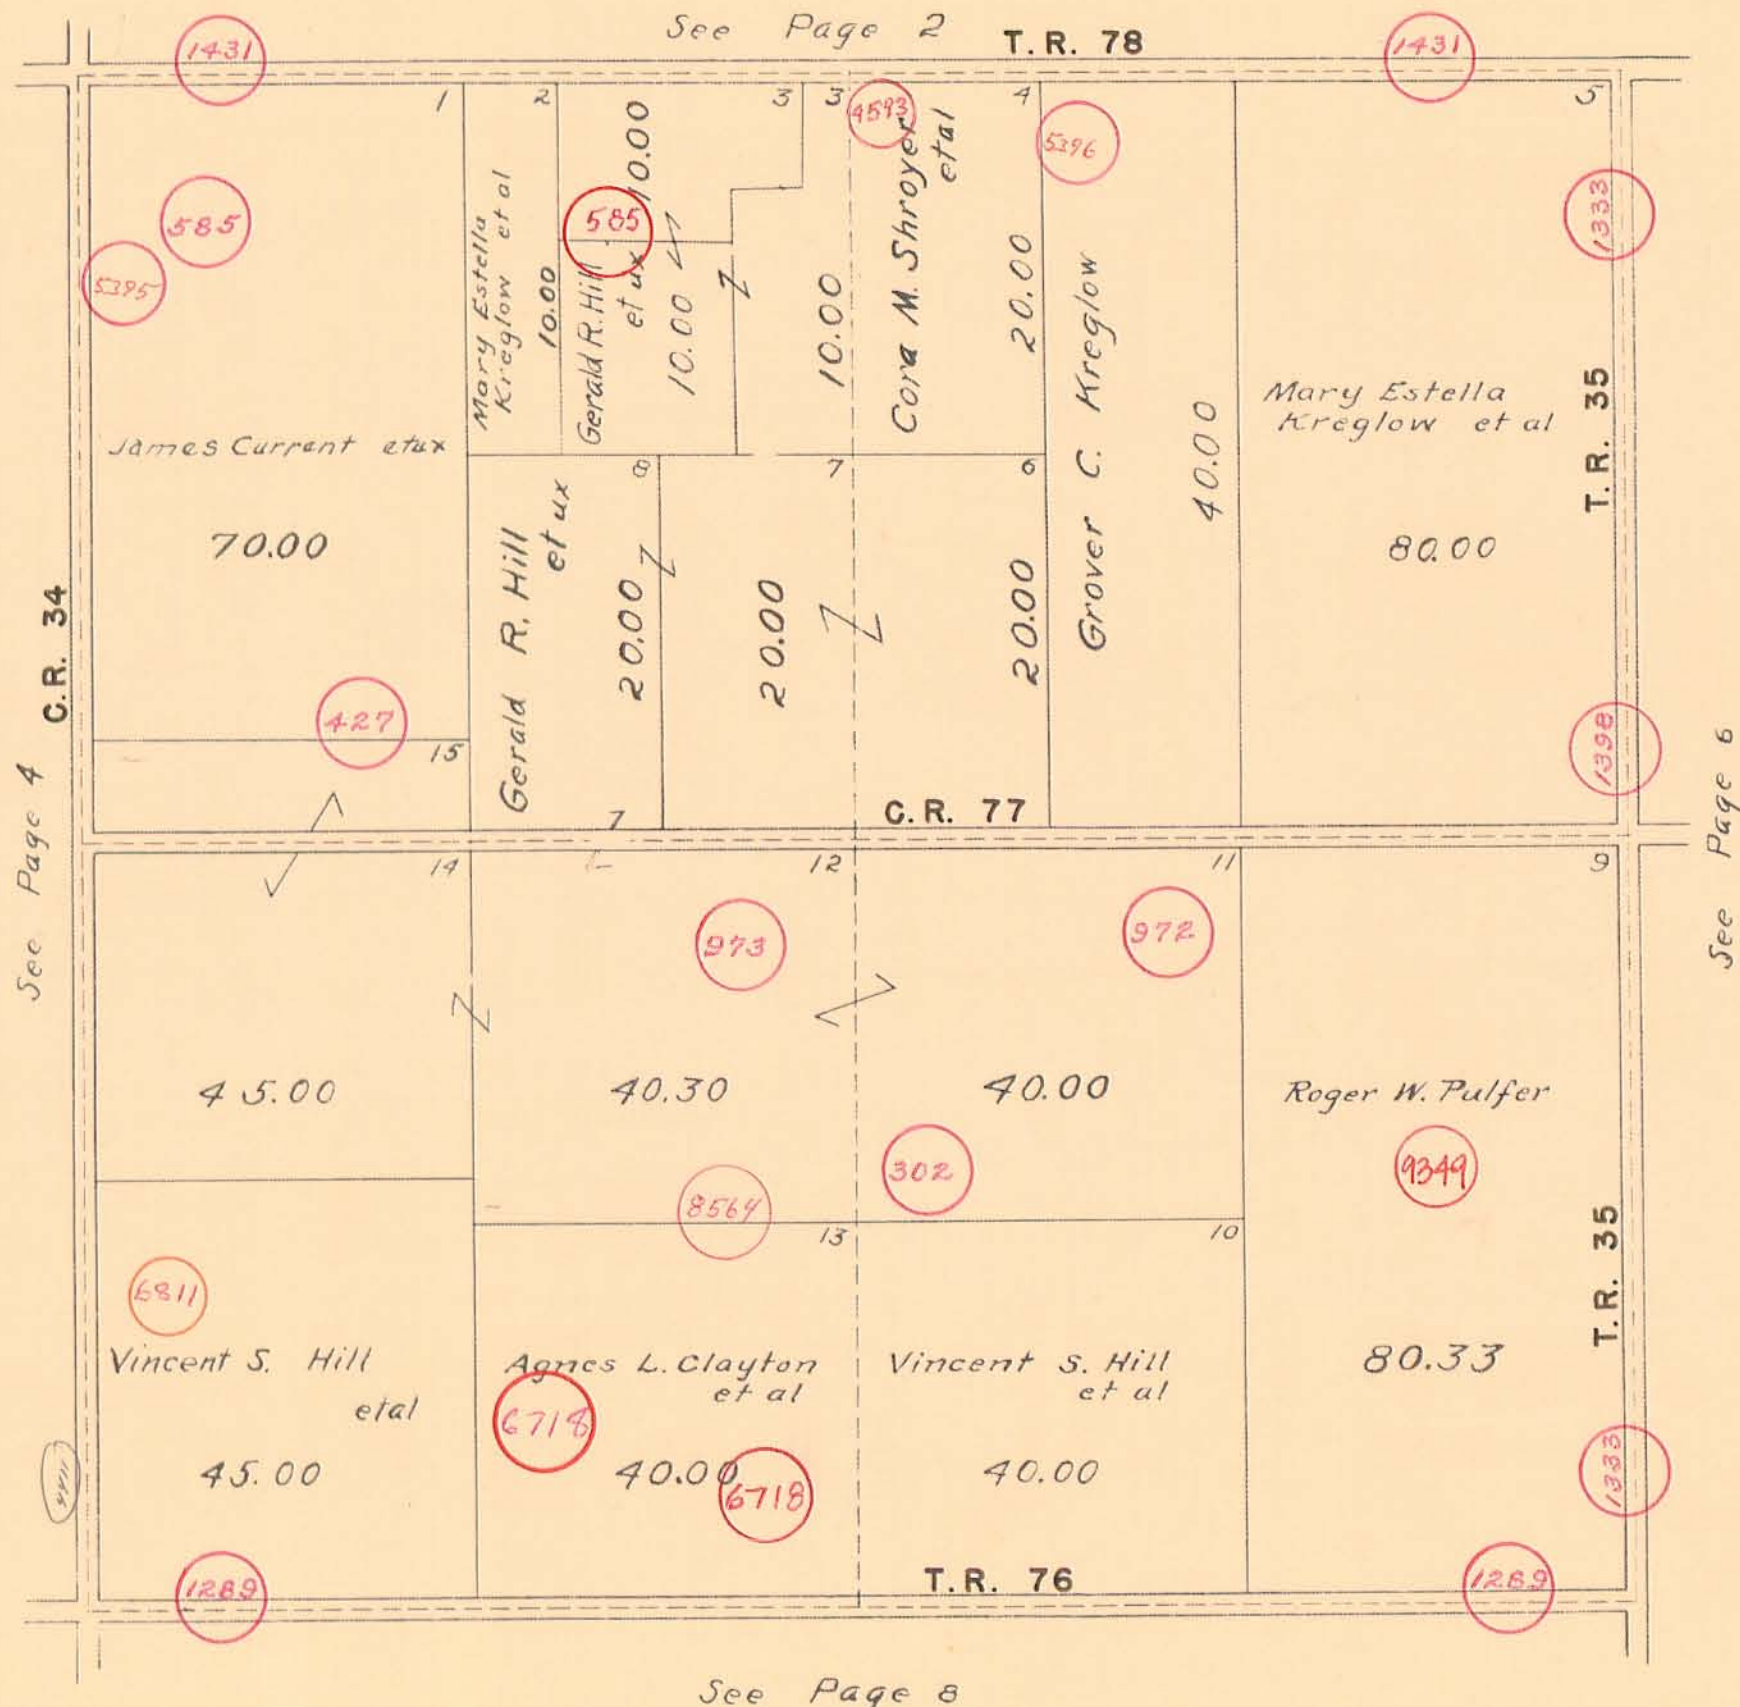 See Page 2
T.R. 78
1431
1431
1
2
3
3
4
5
4593
5396
585
585
5395
1333
Mary Estella
Kreglow et al
10.00
10.00
Gerald R. Hill
et ux
10.00
10.00
Cora M. Shroyer
et al
20.00
Grover C. Kreglow
40.00
Mary Estella
Kreglow et al
80.00
T.R. 35
James Current etux
70.00
C.R. 34
8
7
6
Gerald R. Hill
et ux
20.00
20.00
20.00
427
15
7
C.R. 77
1398
See Page 4
See Page 6
14
12
11
9
973
972
45.00
40.30
40.00
Roger W. Pulfer
9349
302
8564
13
10
T.R. 35
6811
Vincent S. Hill
etal
45.00
Agnes L. Clayton
et al
6718
40.00
6718
Vincent S. Hill
et al
40.00
80.33
1333
T.R. 76
1289
1289
See Page 8